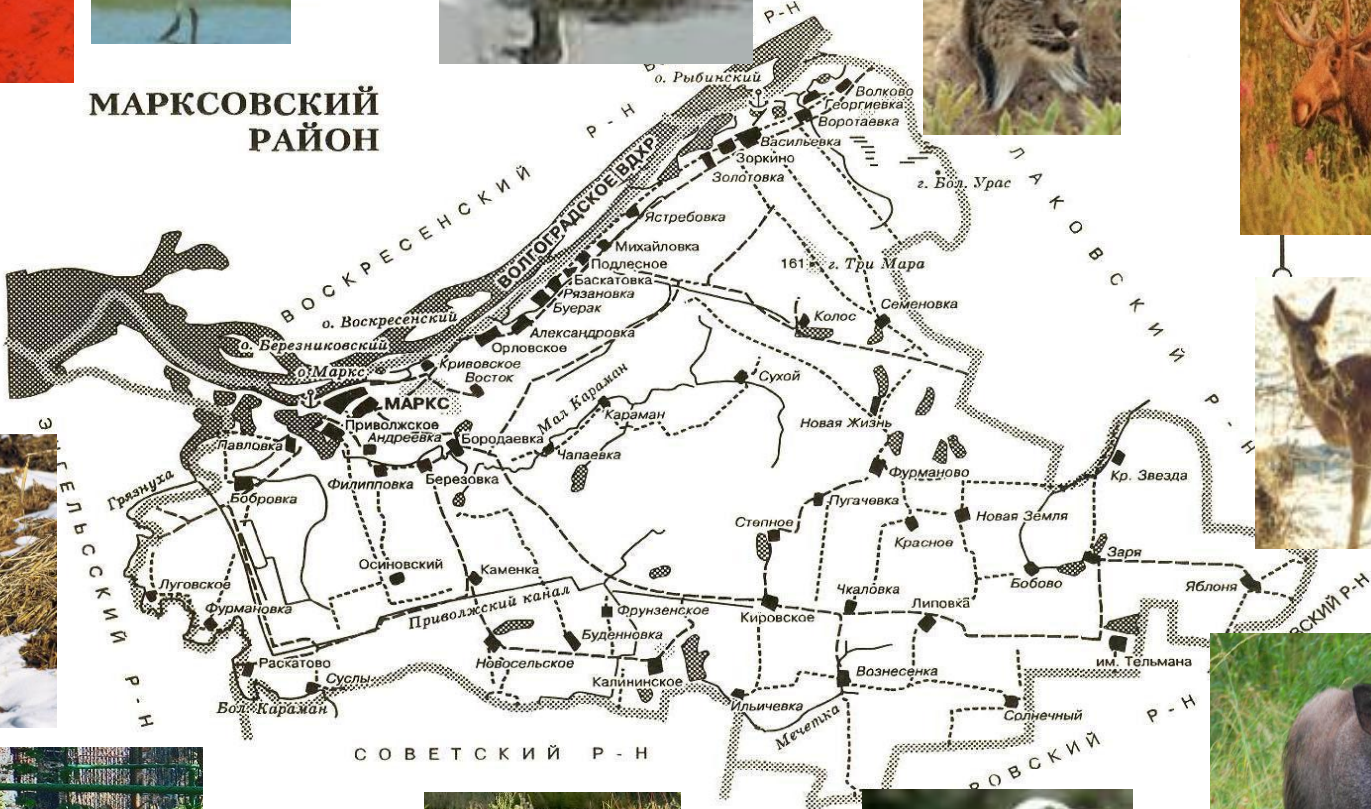 МАРКСОВСКИЙ
РАЙОН
Р-Н
о. Рыбинский
Волково
Георгиевка
Воротаевка
Васильевка
Зоркино
Золотовка
г. Бол. Урас
ВОСКРЕСЕНСКИЙ Р-Н
ВОЛГОГРАДСКОЕ ВДХР
Ястребовка
Михайловка
Подлесное
Баскатовка
Рязановка
Буерак
Александровка
Орловское
161
г. Три Мара
Семеновка
Колос
ЛАКОВСКИЙ Р-Н
о. Воскресенский
о. Березниковский
о. Маркс
Кривовское
Восток
МАРКС
Приволжское
Андреевка
Бородаевка
Мал Караман
Караман
Сухой
Чапаевка
Новая Жизнь
Павловка
Филипповка
Березовка
Грязнуха
Бобровка
Фурманово
Пугачевка
Кр. Звезда
Степное
Новая Земля
Красное
ЭНГЕЛЬССКИЙ Р-Н
Осиновский
Каменка
Луговское
Фурмановка
Приволжский канал
Фрунзенское
Кировское
Чкаловка
Липовка
Бобово
Заря
Яблоня
Буденновка
Новосельское
Калининское
Раскатово
Суслы
Бол. Караман
Вознесенка
им. Тельмана
Ильичевка
Мечетка
Солнечный
СОВЕТСКИЙ Р-Н
РОВСКИЙ Р-Н
ВСКИЙ Р-Н